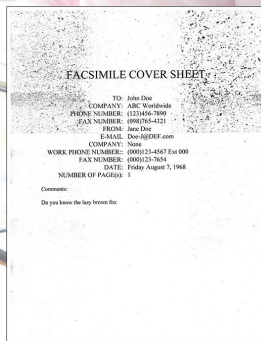 FACSIMILE COVER SHEET
TO: John Doe
COMPANY: ABC Worldwide
PHONE NUMBER: (123)456-7890
FAX NUMBER: (098)765-4321
FROM: Jane Doe
E-MAIL Doe-J@DEF.com
COMPANY: None
WORK PHONE NUMBER:: (000)123-4567 Ext 000
FAX NUMBER: (000)123-7654
DATE: Friday August 7, 1968
NUMBER OF PAGE(s): 1
Comments:
Do you know the lazy brown fox